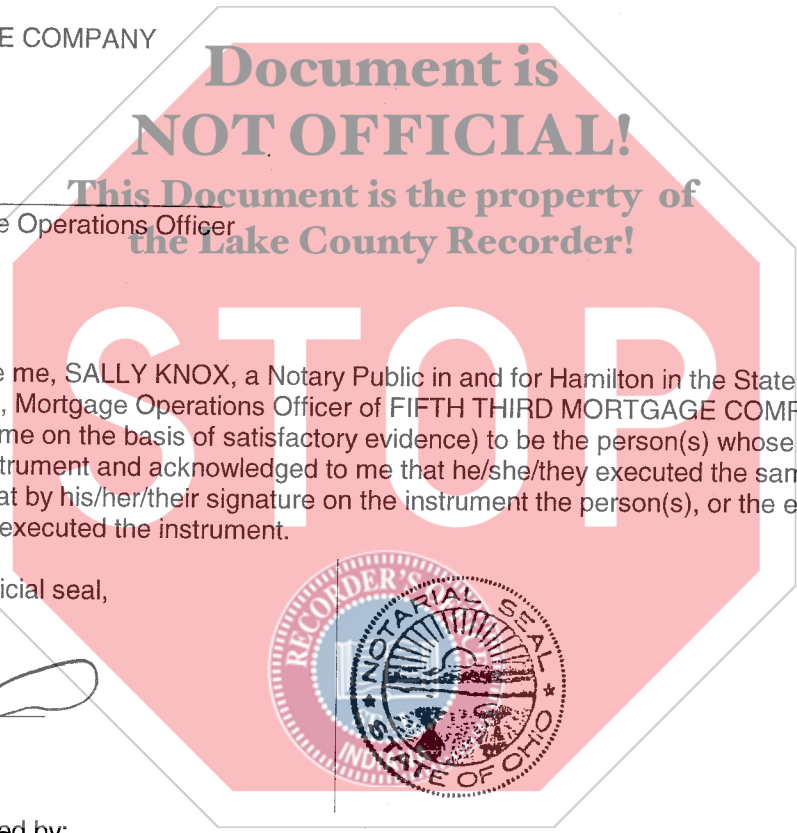 E COMPANY
Document is
NOT OFFICIAL!
This Document is the property of
e Operations Officer
the Lake County Recorder!
STOP
e me, SALLY KNOX, a Notary Public in and for Hamilton in the State
, Mortgage Operations Officer of FIFTH THIRD MORTGAGE COMP
me on the basis of satisfactory evidence) to be the person(s) whose
trument and acknowledged to me that he/she/they executed the sam
at by his/her/their signature on the instrument the person(s), or the e
executed the instrument.
icial seal,
RECORDER'S
NOTARIAL SEAL
STATE OF OHIO
ed by: